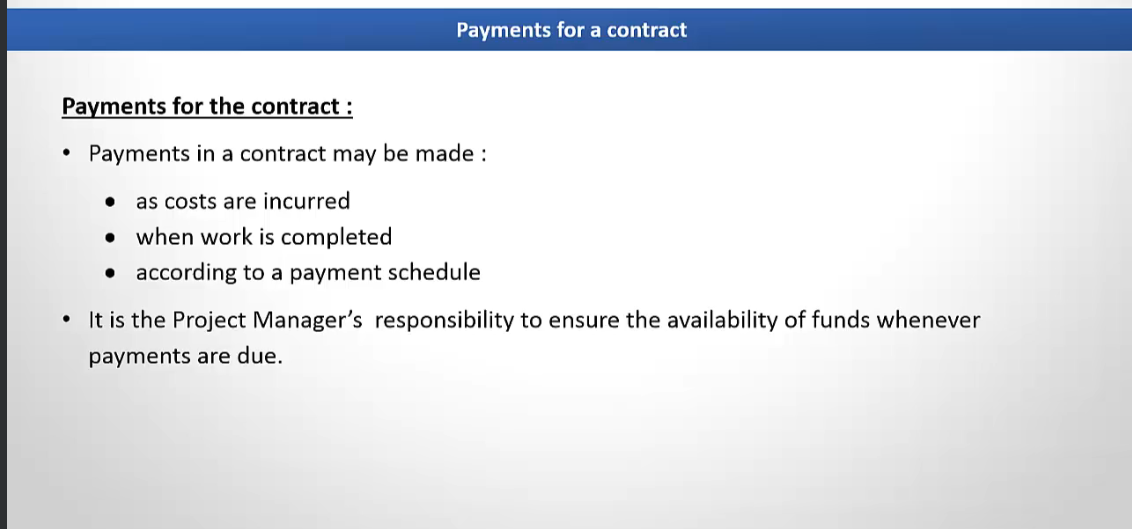 Payments for a contract
Payments for the contract :
• Payments in a contract may be made :
• as costs are incurred
• when work is completed
• according to a payment schedule
• It is the Project Manager’s  responsibility to ensure the availability of funds whenever
payments are due.